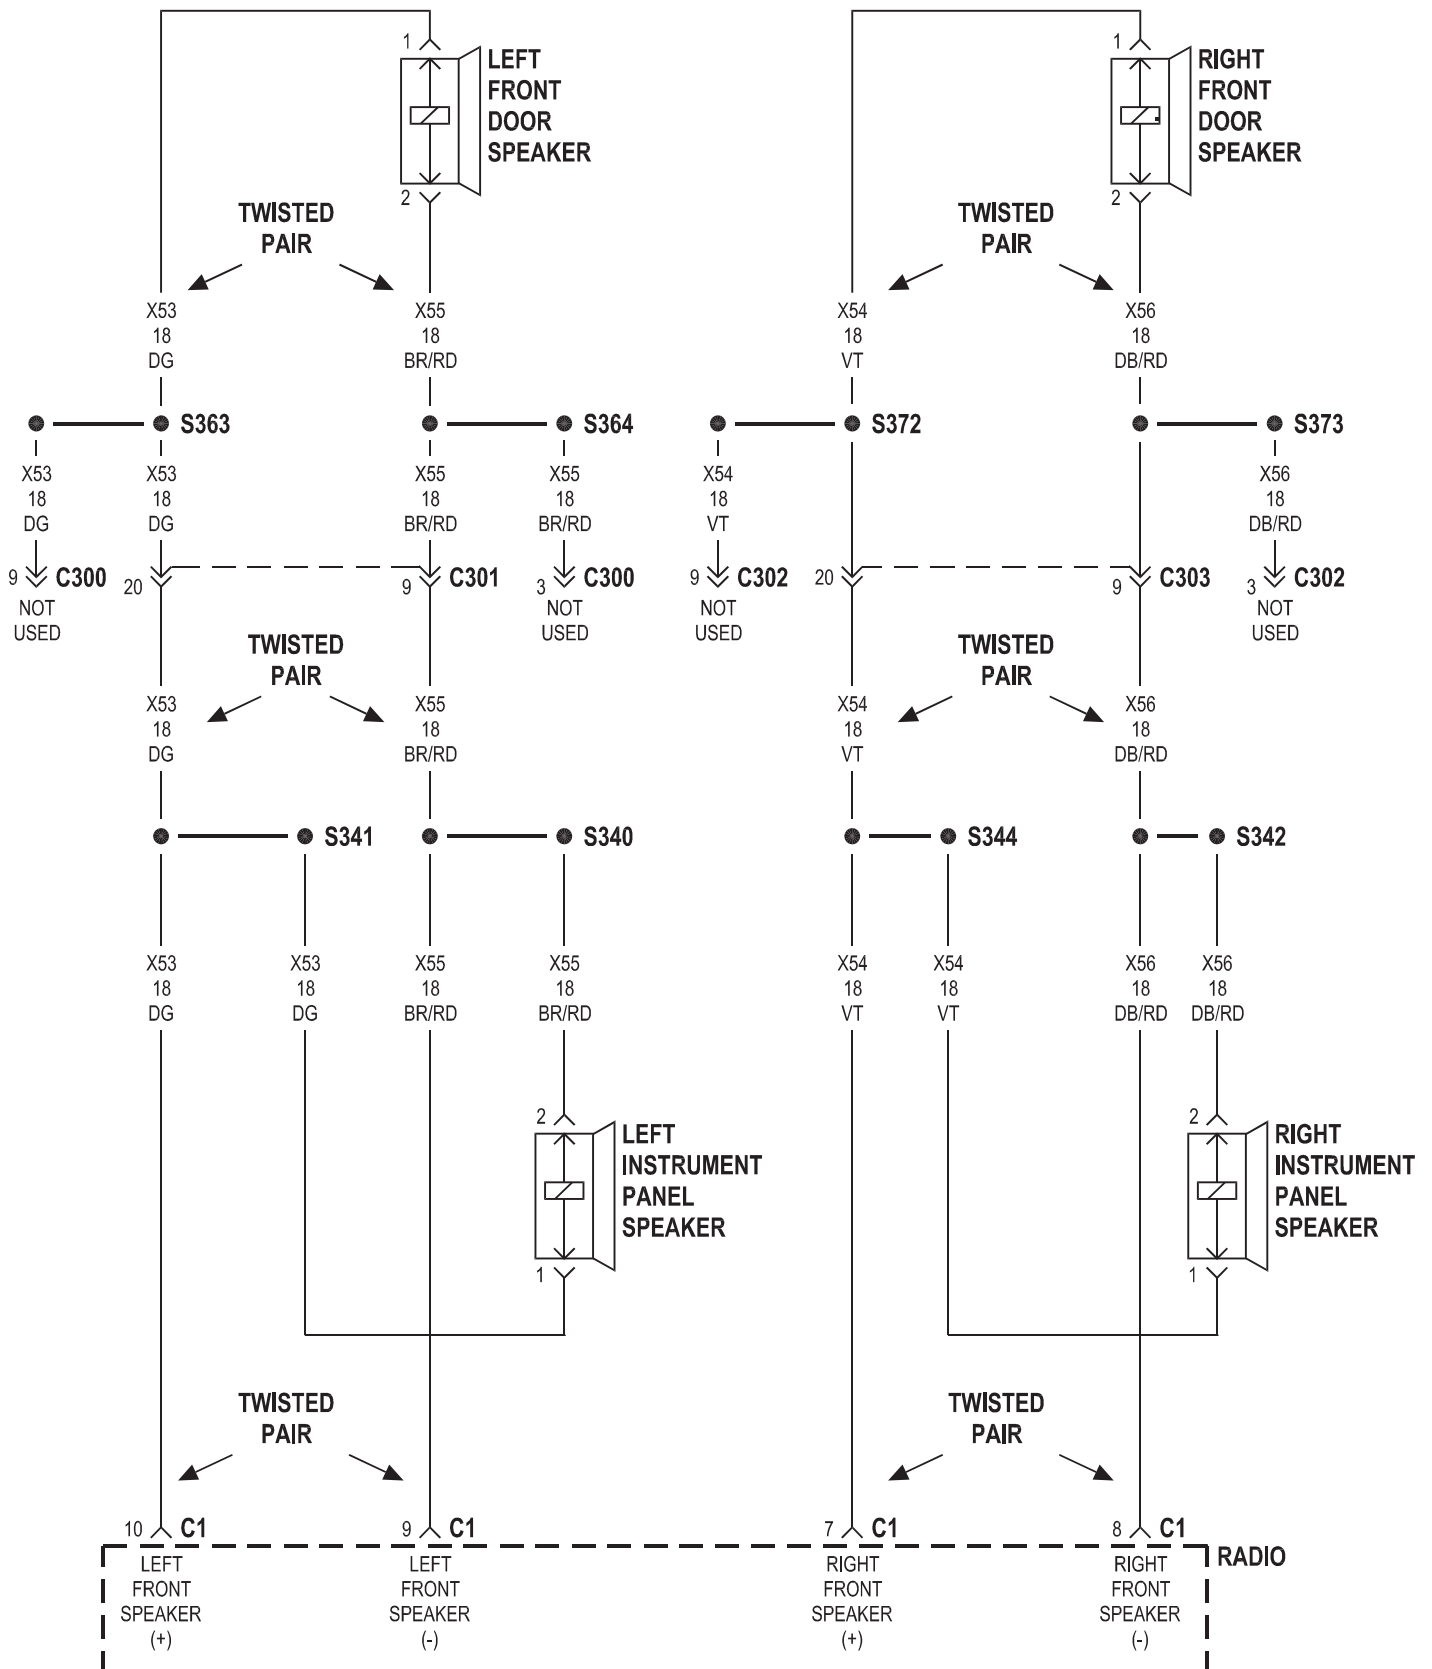 1
LEFT
FRONT
DOOR
SPEAKER
2
1
RIGHT
FRONT
DOOR
SPEAKER
2
TWISTED
PAIR
TWISTED
PAIR
X53
18
DG
X55
18
BR/RD
X54
18
VT
X56
18
DB/RD
S363
S364
S372
S373
X53
18
DG
X53
18
DG
X55
18
BR/RD
X55
18
BR/RD
X54
18
VT
X56
18
DB/RD
9 C300
NOT
USED
20
9 C301
3 C300
NOT
USED
9 C302
NOT
USED
20
9 C303
3 C302
NOT
USED
TWISTED
PAIR
TWISTED
PAIR
X53
18
DG
X55
18
BR/RD
X54
18
VT
X56
18
DB/RD
S341
S340
S344
S342
X53
18
DG
X53
18
DG
X55
18
BR/RD
X55
18
BR/RD
X54
18
VT
X54
18
VT
X56
18
DB/RD
X56
18
DB/RD
2
LEFT
INSTRUMENT
PANEL
SPEAKER
1
2
RIGHT
INSTRUMENT
PANEL
SPEAKER
1
TWISTED
PAIR
TWISTED
PAIR
10 C1
9 C1
7 C1
8 C1
RADIO
LEFT
FRONT
SPEAKER
(+)
LEFT
FRONT
SPEAKER
(-)
RIGHT
FRONT
SPEAKER
(+)
RIGHT
FRONT
SPEAKER
(-)